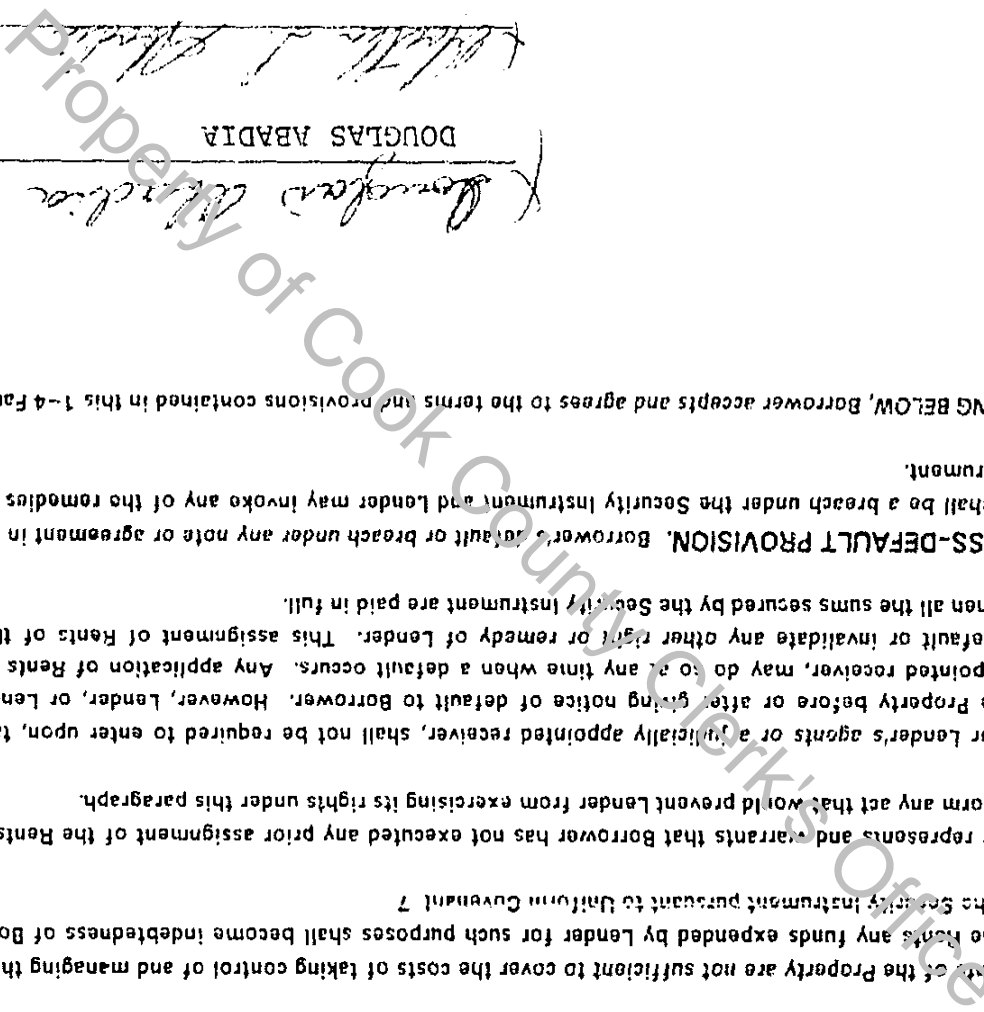 of the Property are not sufficient to cover the costs of taking control of and managing th
e Rents any funds expended by Lender for such purposes shall become indebtedness of Bo
he Security Instrument pursuant to Uniform Covenant 7
r represents and warrants that Borrower has not executed any prior assignment of the Rents
orm any act that would prevent Lender from exercising its rights under this paragraph.
or Lender's agents or a judicially appointed receiver, shall not be required to enter upon, ta
e Property before or after giving notice of default to Borrower. However, Lender, or Len
pointed receiver, may do so at any time when a default occurs. Any application of Rents
efault or invalidate any other right or remedy of Lender. This assignment of Rents of th
hen all the sums secured by the Security Instrument are paid in full.
SS-DEFAULT PROVISION. Borrower's default or breach under any note or agreement in
hall be a breach under the Security Instrument and Lender may invoke any of the remedies
trument.
NG BELOW, Borrower accepts and agrees to the terms and provisions contained in this 1-4 Fa
Douglas Abadia
DOUGLAS ABADIA
Property of Cook County Clerk's Office